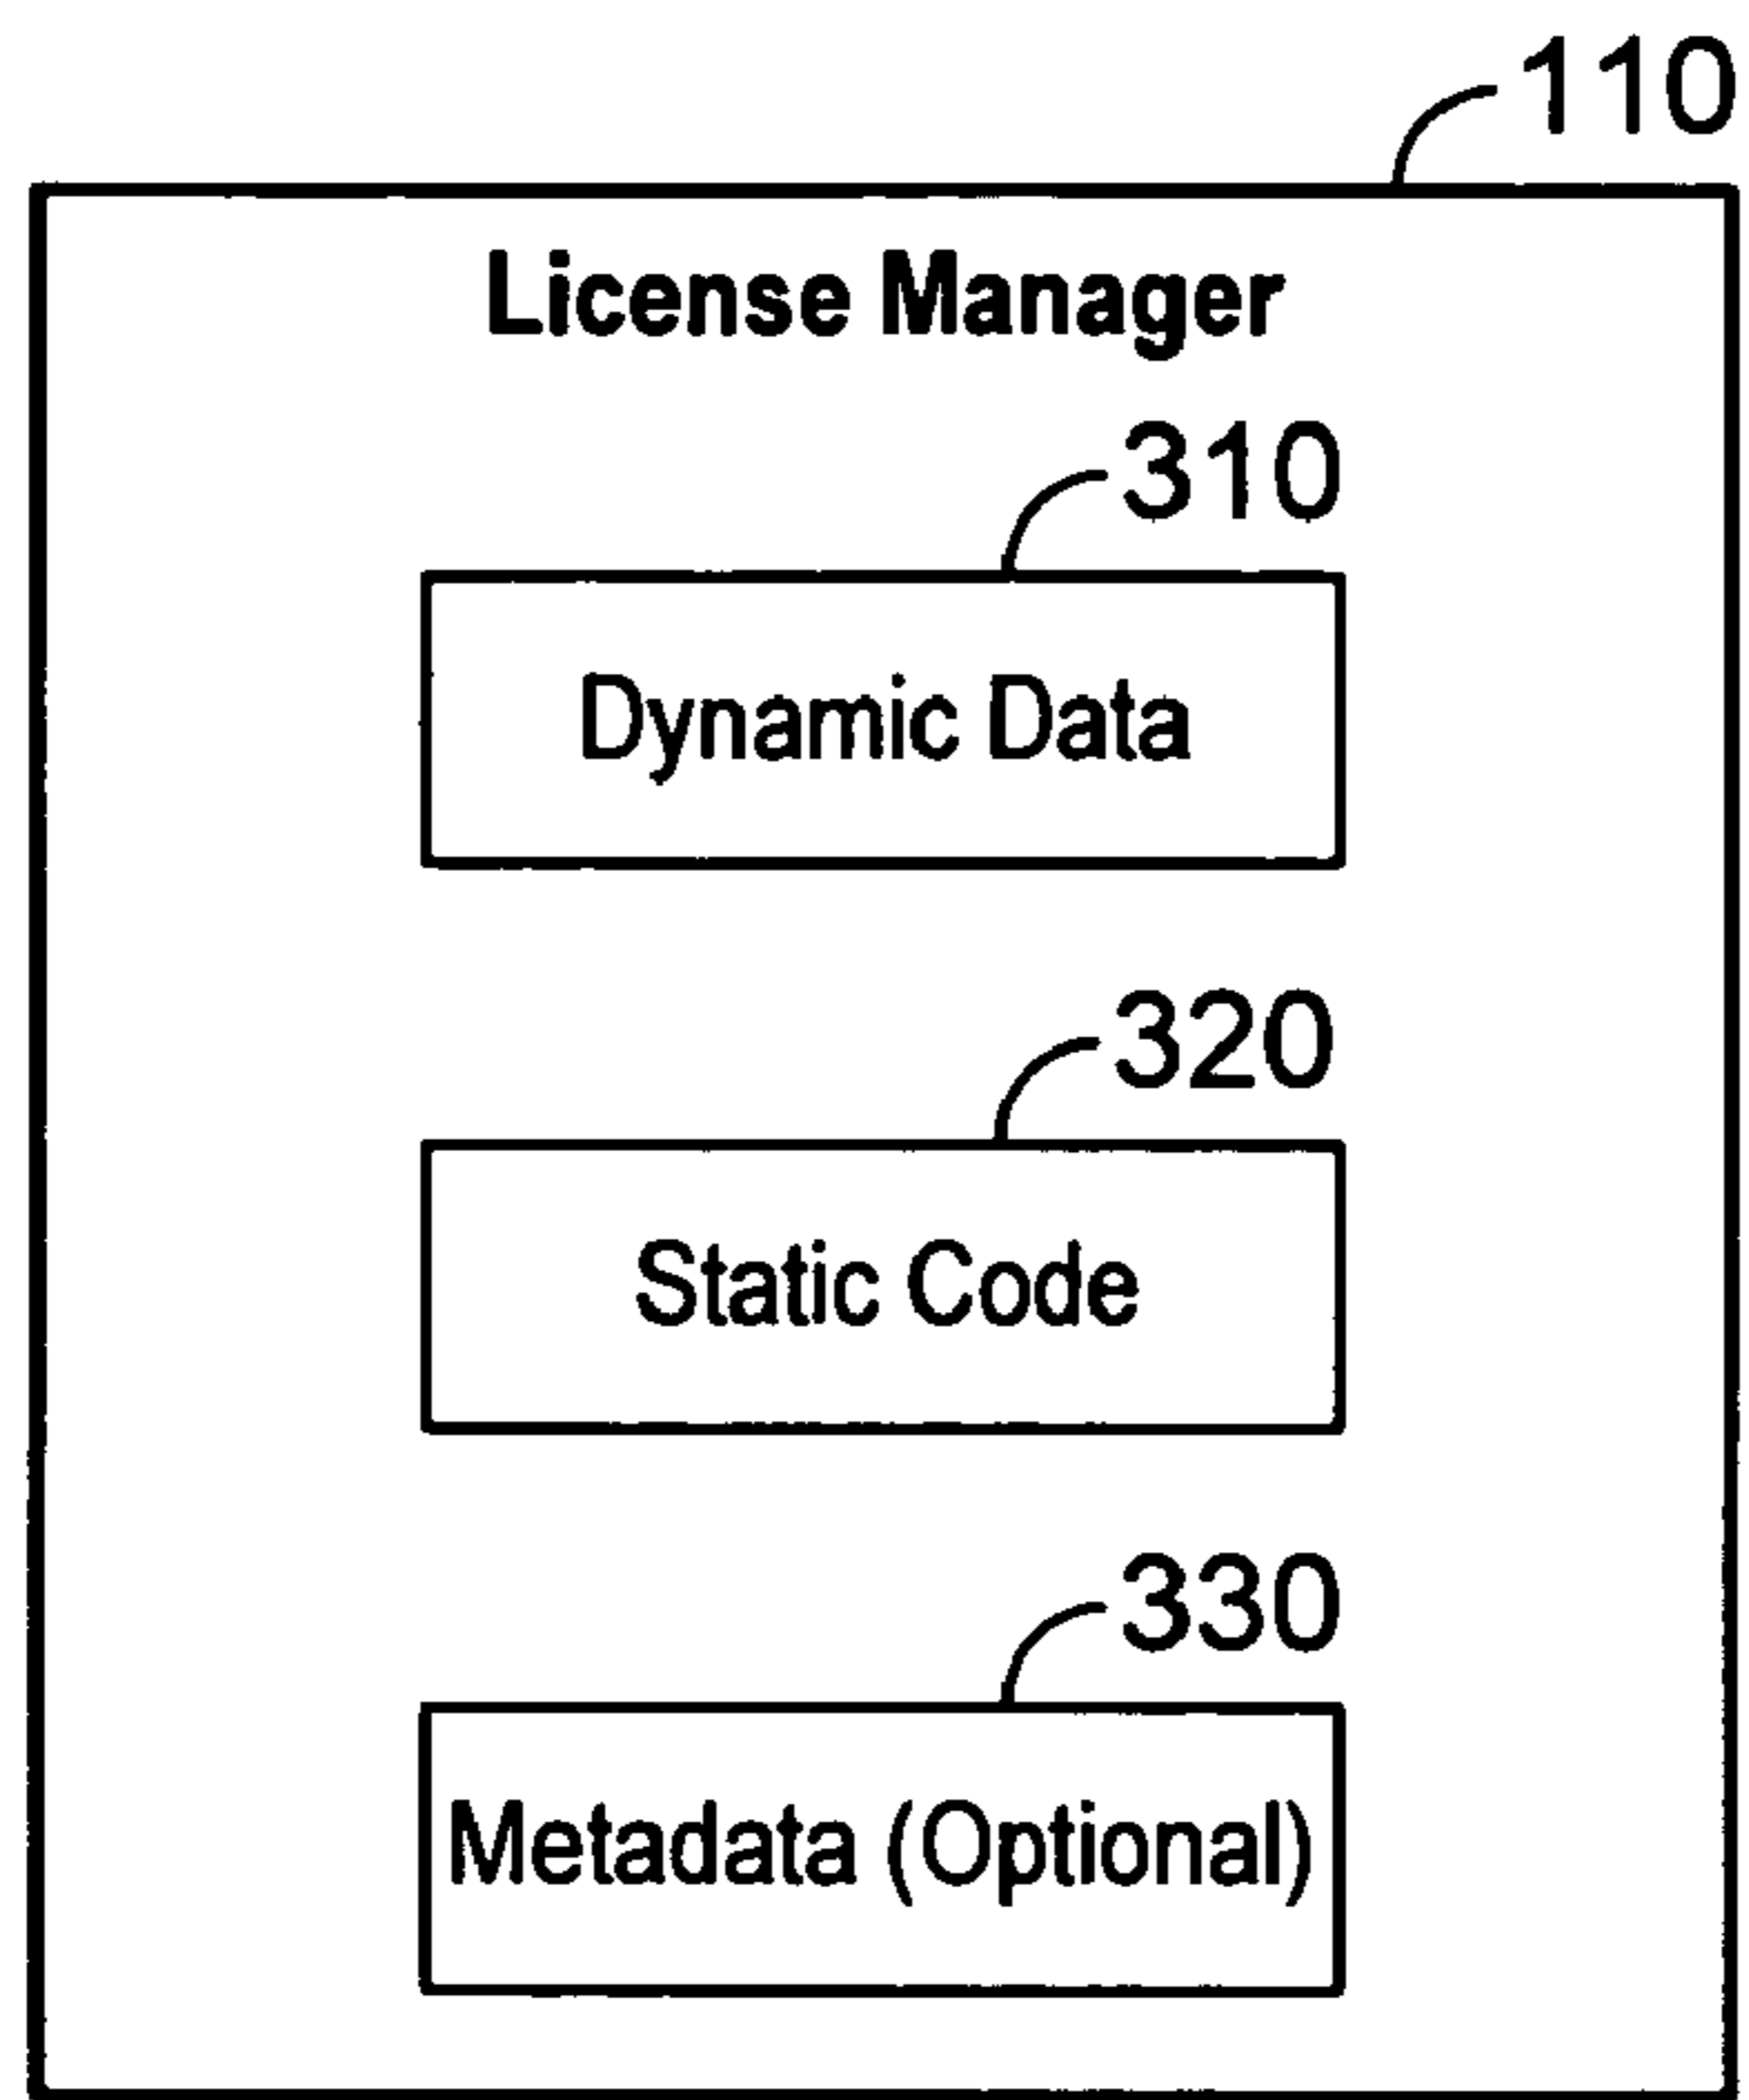 110
License Manager
310
Dynamic Data
320
Static Code
330
Metadata (Optional)